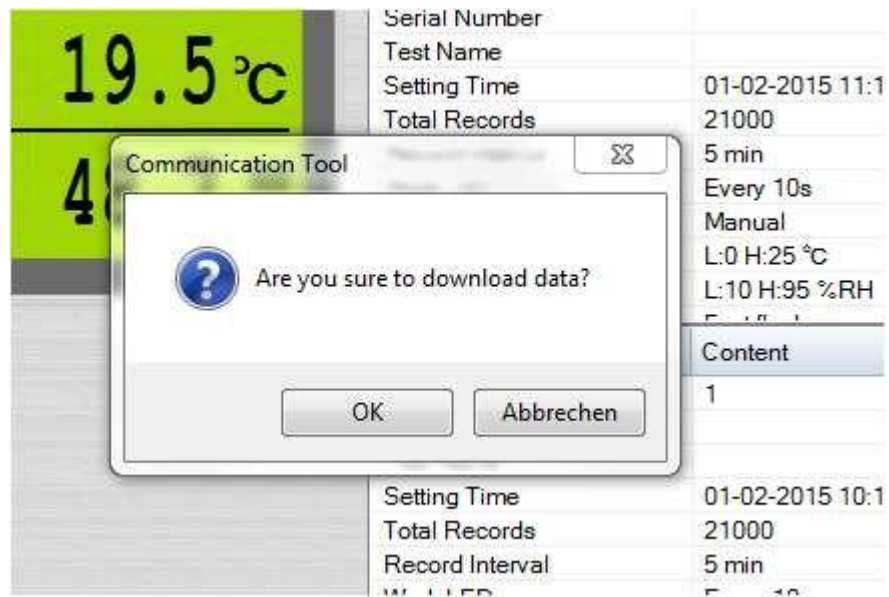 19.5 °C
Serial Number
Test Name
Setting Time 01-02-2015 11:1
Total Records 21000
5 min
Every 10s
Manual
L:0 H:25 °C
L:10 H:95 %RH
Communication Tool
Are you sure to download data?
OK Abbrechen
Content
1
Setting Time 01-02-2015 10:1
Total Records 21000
Record Interval 5 min